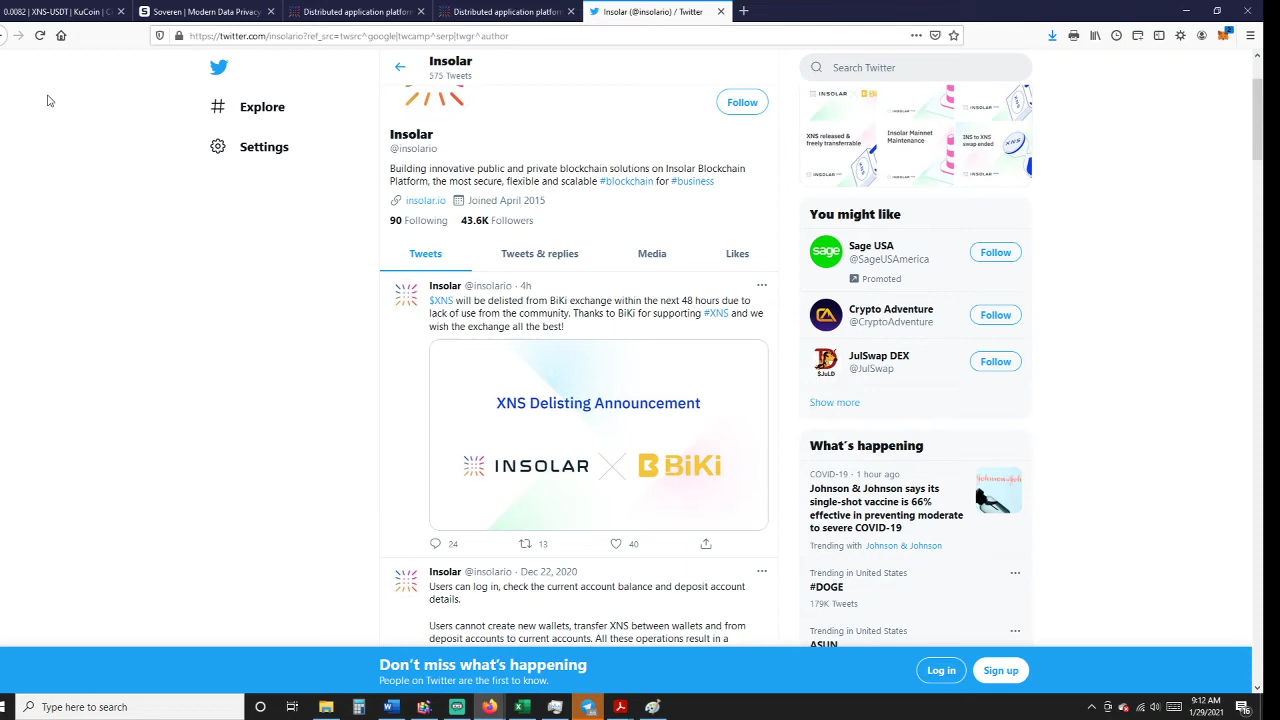 0.0082 | XNS-USDT | KuCoin | C
Soveren | Modern Data Privacy
Distributed application platfor
Distributed application platfor
Insolar (@insolario) / Twitter
https://twitter.com/insolario?ref_src=twsrc^google|twcamp^serp|twgr^author
Explore
Settings
Insolar
575 Tweets
Follow
Insolar
@insolario
Building innovative public and private blockchain solutions on Insolar Blockchain
Platform, the most secure, flexible and scalable #blockchain for #business
insolar.io Joined April 2015
90 Following 43.6K Followers
Tweets Tweets & replies Media Likes
Insolar @insolario · 4h
$XNS will be delisted from BiKi exchange within the next 48 hours due to
lack of use from the community. Thanks to BiKi for supporting #XNS and we
wish the exchange all the best!
XNS Delisting Announcement
INSOLAR BiKi
24 13 40
Insolar @insolario · Dec 22, 2020
Users can log in, check the current account balance and deposit account
details.
Users cannot create new wallets, transfer XNS between wallets and from
deposit accounts to current accounts. All these operations result in a
Search Twitter
INSOLAR
XNS released &
freely transferrable
INSOLAR
INSOLAR
Insolar Mainnet
Maintenance
INSOLAR
INSOLAR
INS to XNS
swap ended
XNS
INSOLAR
You might like
Sage USA
@SageUSAmerica
Promoted
Follow
Crypto Adventure
@CryptoAdventure
Follow
JulSwap DEX
@JulSwap
Follow
Show more
What's happening
COVID-19 · 1 hour ago
Johnson & Johnson says its
single-shot vaccine is 66%
effective in preventing moderate
to severe COVID-19
Trending with Johnson & Johnson
Trending in United States
#DOGE
179K Tweets
Trending in United States
ASUN
Don't miss what's happening
People on Twitter are the first to know.
Log in Sign up
Type here to search
9:12 AM
1/29/2021
16